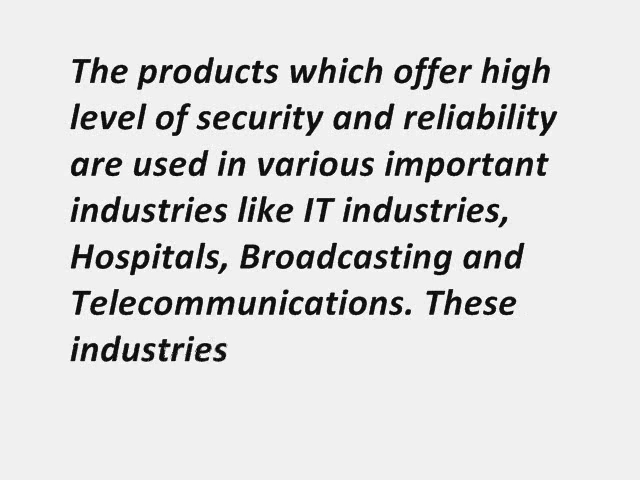 The products which offer high
level of security and reliability
are used in various important
industries like IT industries,
Hospitals, Broadcasting and
Telecommunications. These
industries